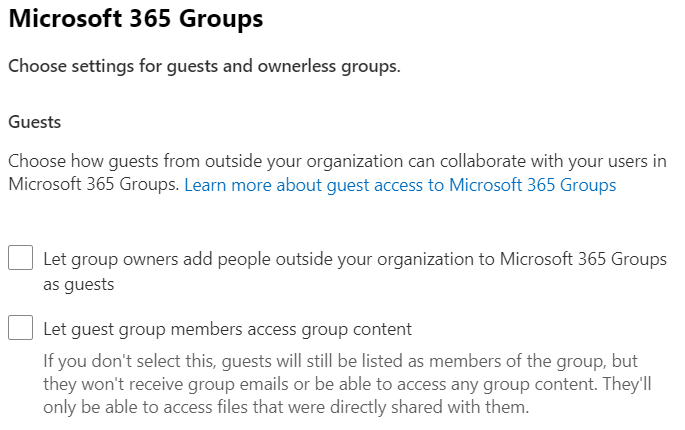 Microsoft 365 Groups
Choose settings for guests and ownerless groups.
Guests
Choose how guests from outside your organization can collaborate with your users in
Microsoft 365 Groups. Learn more about guest access to Microsoft 365 Groups
Let group owners add people outside your organization to Microsoft 365 Groups
as guests
Let guest group members access group content
If you don't select this, guests will still be listed as members of the group, but
they won't receive group emails or be able to access any group content. They'll
only be able to access files that were directly shared with them.